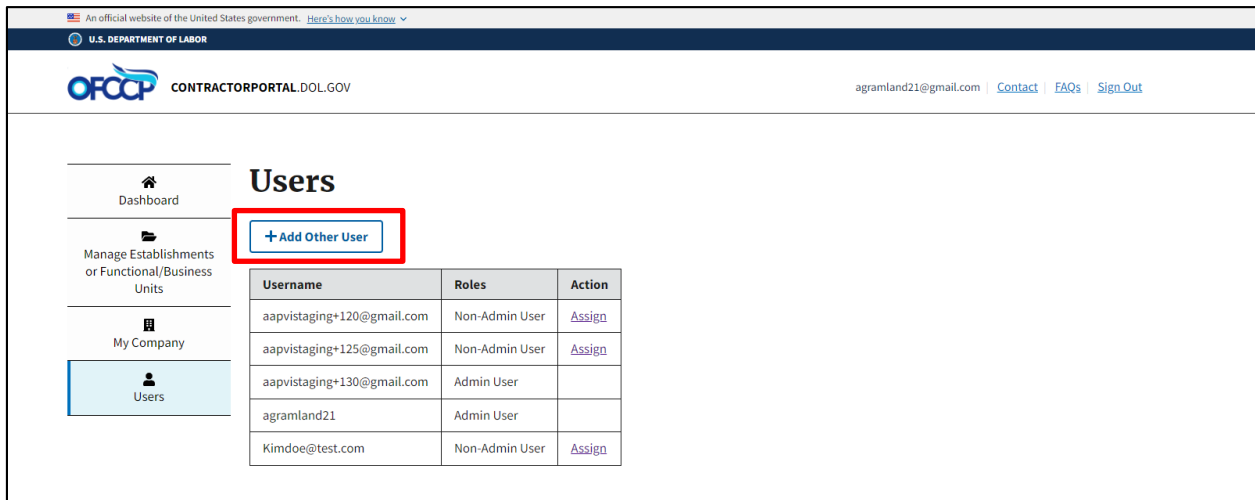 An official website of the United States government. Here's how you know
U.S. DEPARTMENT OF LABOR
OFCCP CONTRACTORPORTAL.DOL.GOV
agramland21@gmail.com | Contact | FAQs | Sign Out
Dashboard
Manage Establishments
or Functional/Business
Units
My Company
Users
Users
+Add Other User
Username Roles Action
aapvistaging+120@gmail.com Non-Admin User Assign
aapvistaging+125@gmail.com Non-Admin User Assign
aapvistaging+130@gmail.com Admin User
agramland21 Admin User
Kimdoe@test.com Non-Admin User Assign